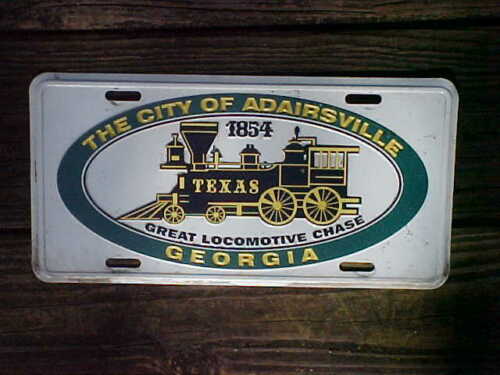 THE CITY OF ADAIRSVILLE
1854
TEXAS
GREAT LOCOMOTIVE CHASE
GEORGIA